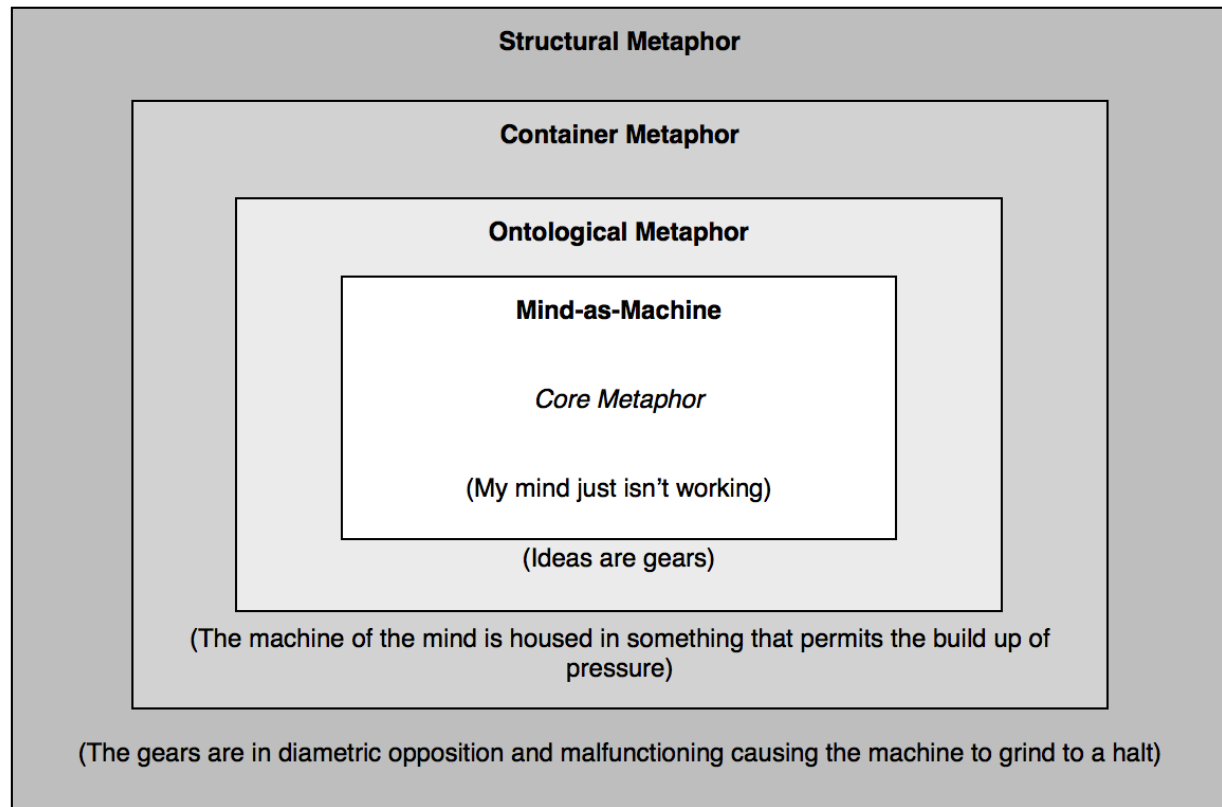 Structural Metaphor
Container Metaphor
Ontological Metaphor
Mind-as-Machine
Core Metaphor
(My mind just isn’t working)
(Ideas are gears)
(The machine of the mind is housed in something that permits the build up of
pressure)
(The gears are in diametric opposition and malfunctioning causing the machine to grind to a halt)